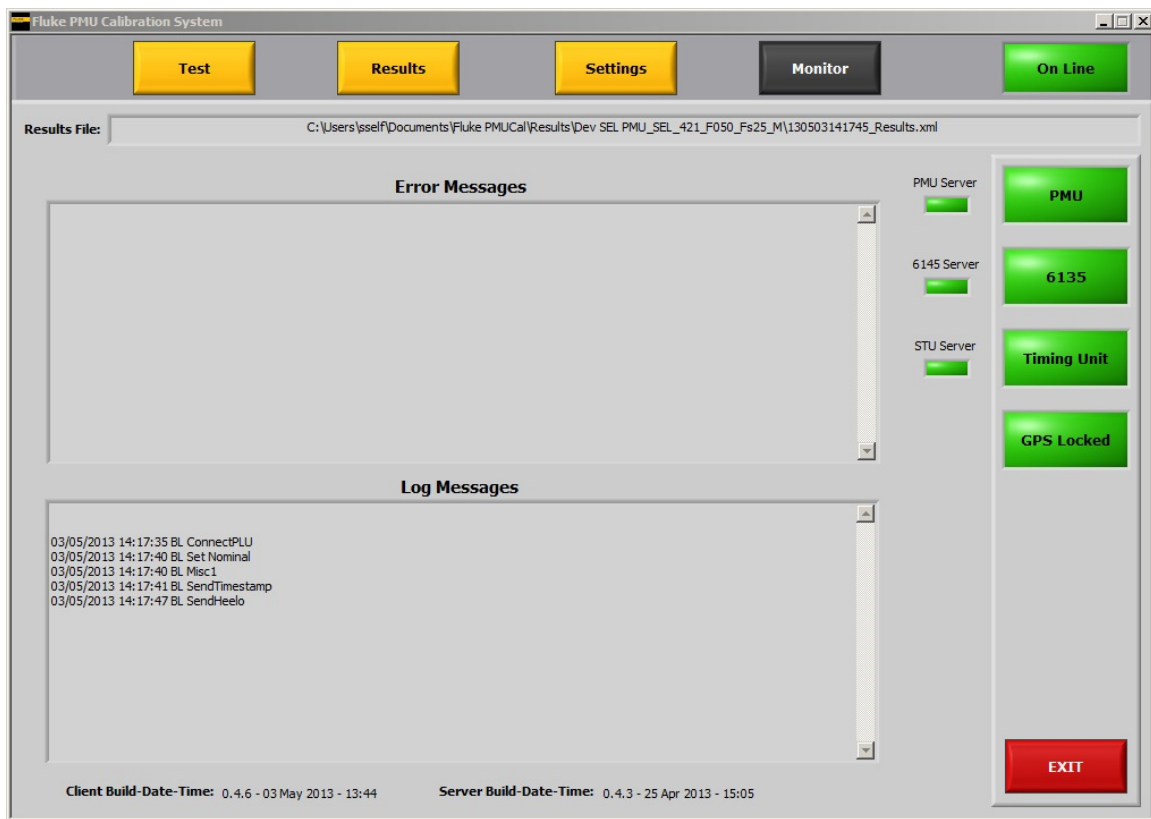 Fluke PMU Calibration System
Test Results Settings Monitor On Line
Results File: C:\Users\sself\Documents\Fluke PMUCal\Results\Dev SEL PMU_SEL_421_F050_Fs25_M\130503141745_Results.xml
Error Messages
PMU Server
PMU
6145 Server
6135
STU Server
Timing Unit
GPS Locked
Log Messages
03/05/2013 14:17:35 BL ConnectPLU
03/05/2013 14:17:40 BL Set Nominal
03/05/2013 14:17:40 BL Misc1
03/05/2013 14:17:41 BL SendTimestamp
03/05/2013 14:17:47 BL SendHeelo
EXIT
Client Build-Date-Time: 0.4.6 - 03 May 2013 - 13:44 Server Build-Date-Time: 0.4.3 - 25 Apr 2013 - 15:05